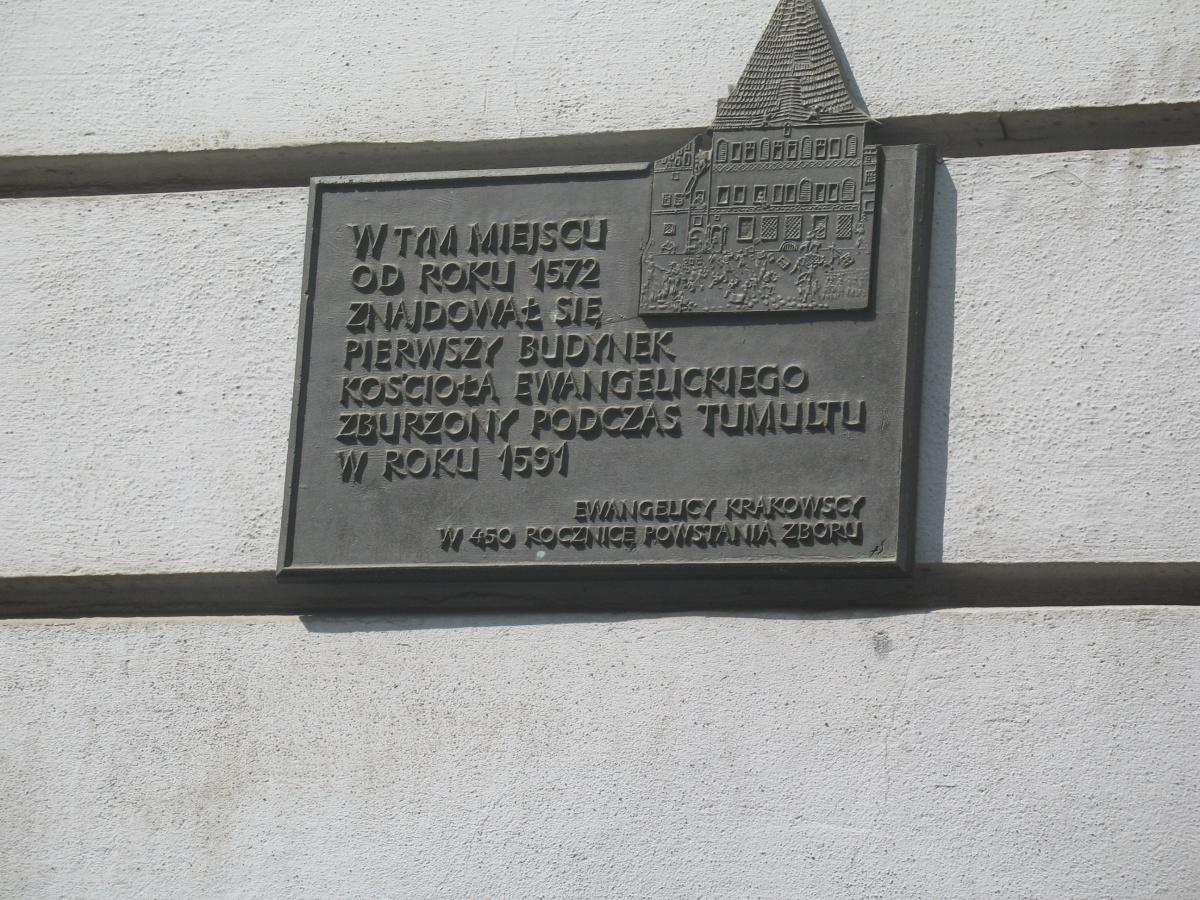 W TYM MIEJSCU
OD ROKU 1572
ZNAJDOWAŁ SIĘ
PIERWSZY BUDYNEK
KOŚCIOŁA EWANGELICKIEGO
ZBURZONY PODCZAS TUMULTU
W ROKU 1591
EWANGELICY KRAKOWSCY
W 450 ROCZNICĘ POWSTANIA ZBORU